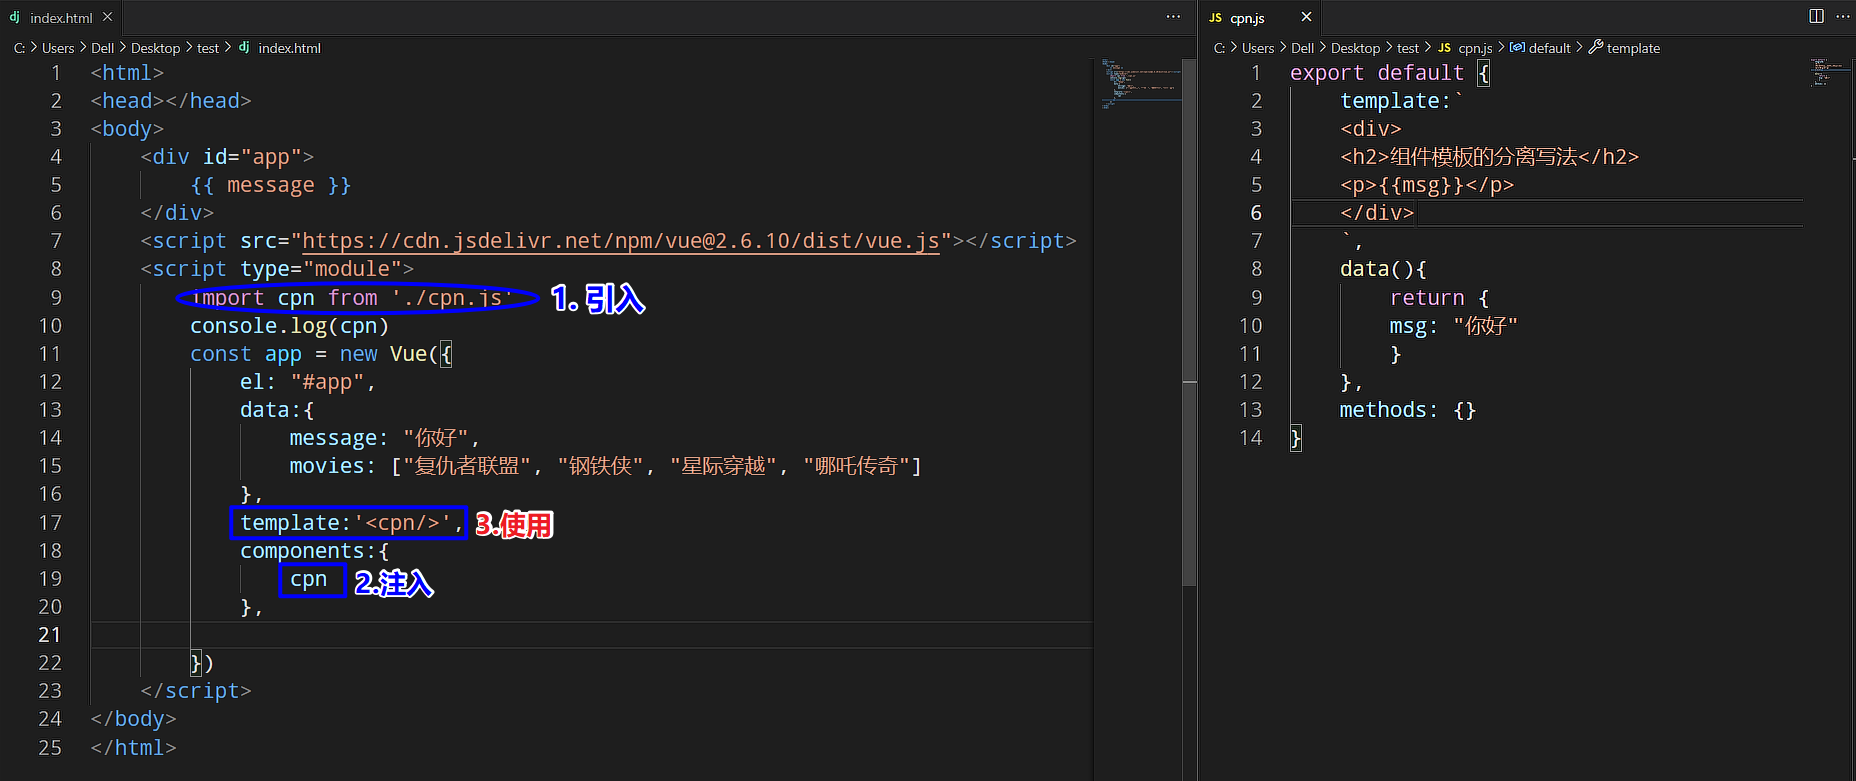 dj index.html ×
C: > Users > Dell > Desktop > test > dj index.html
1 <html>
2 <head></head>
3 <body>
4 <div id="app">
5 {{ message }}
6 </div>
7 <script src="https://cdn.jsdelivr.net/npm/vue@2.6.10/dist/vue.js"></script>
8 <script type="module">
9 import cpn from './cpn.js' 1. 引入
10 console.log(cpn)
11 const app = new Vue({
12 el: "#app",
13 data:{
14 message: "你好",
15 movies: ["复仇者联盟", "钢铁侠", "星际穿越", "哪吒传奇"]
16 },
17 template:'<cpn/>', 3.使用
18 components:{
19 cpn 2.注入
20 },
21
22 })
23 </script>
24 </body>
25 </html>
JS cpn.js ×
C: > Users > Dell > Desktop > test > JS cpn.js > default > template
1 export default {
2 template:`
3 <div>
4 <h2>组件模板的分离写法</h2>
5 <p>{{msg}}</p>
6 </div>
7 `,
8 data(){
9 return {
10 msg: "你好"
11 }
12 },
13 methods: {}
14 }